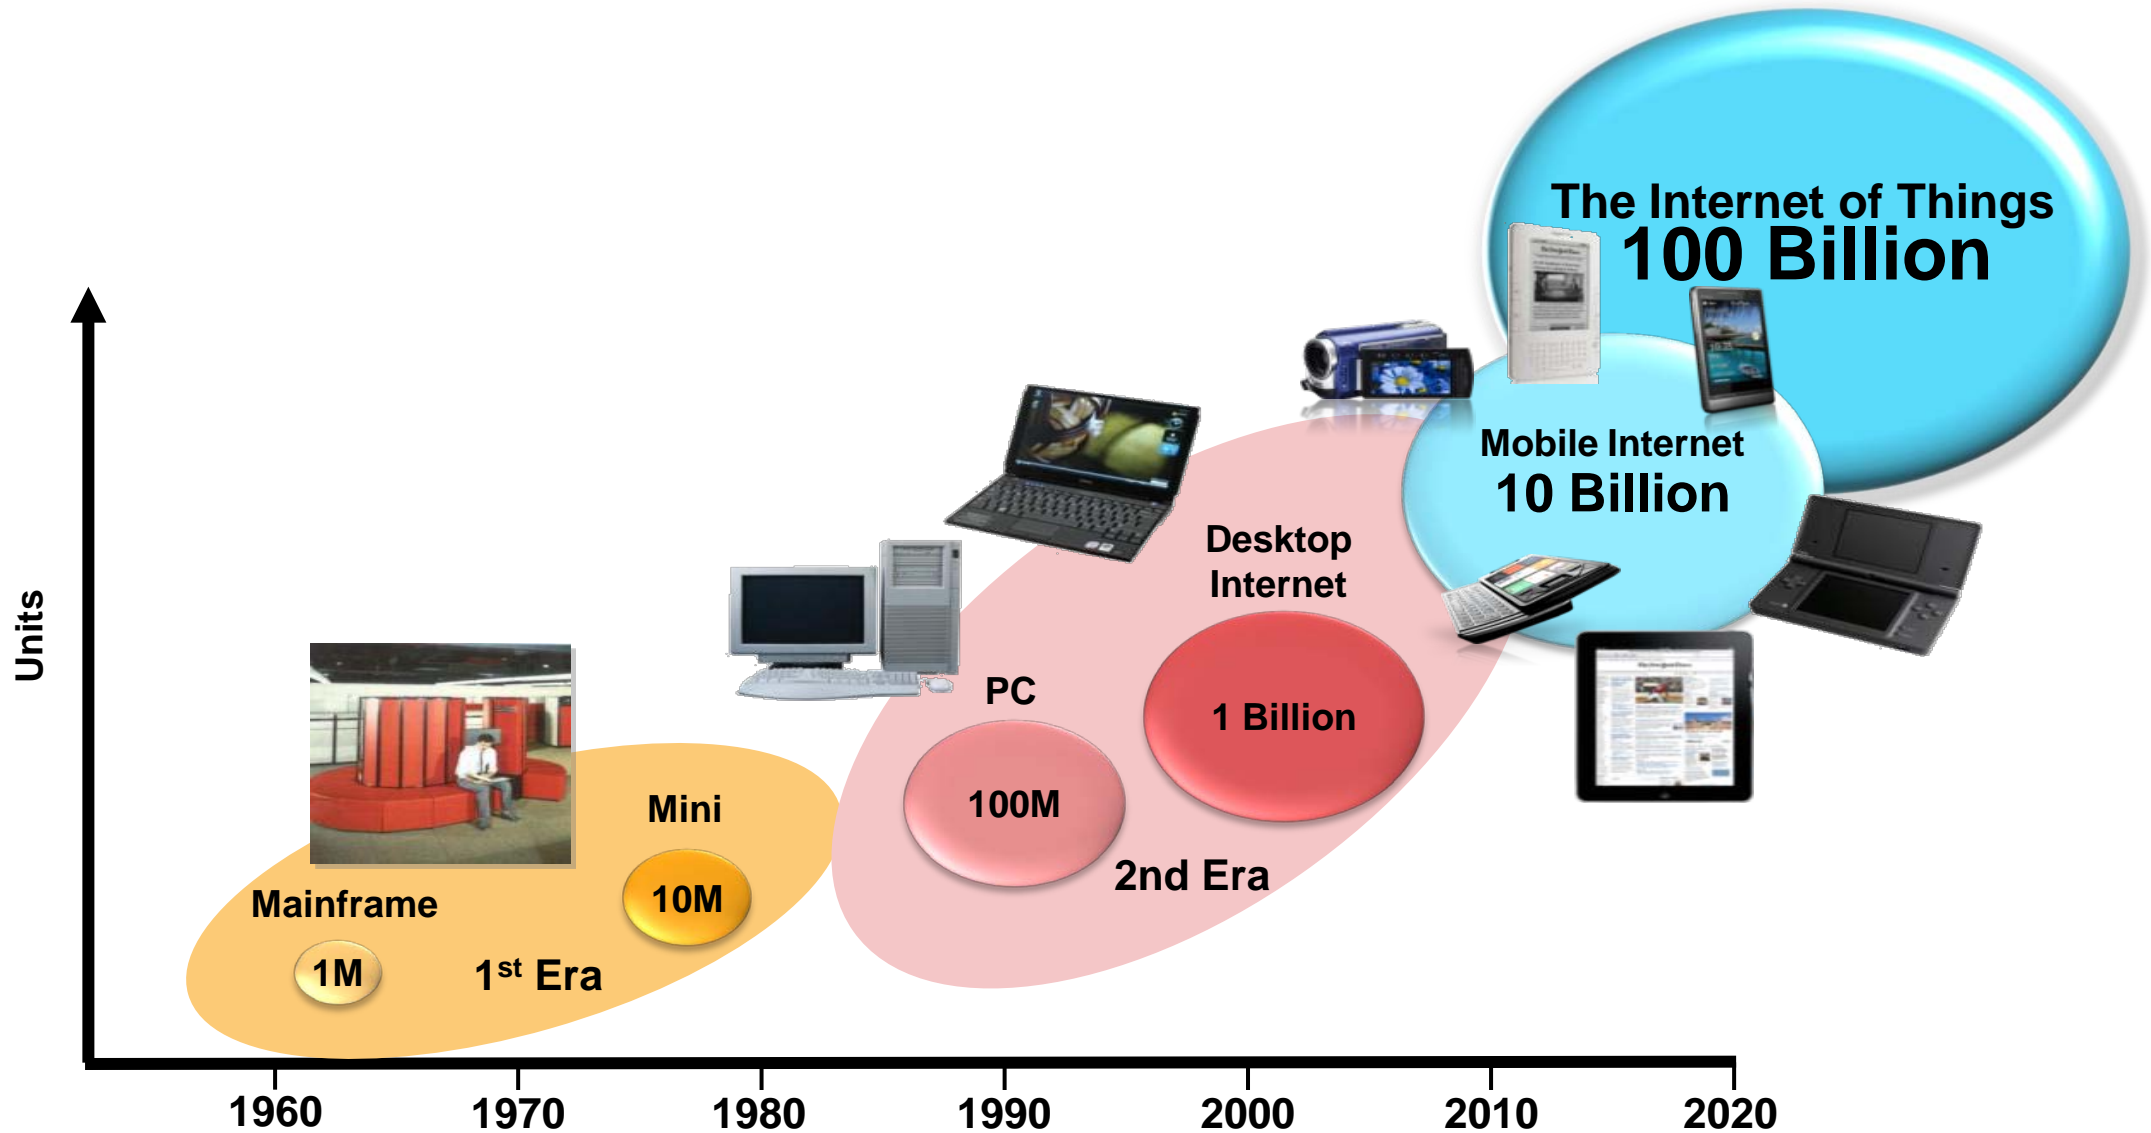 The Internet of Things
100 Billion
Mobile Internet
10 Billion
Desktop
Internet
1 Billion
PC
100M
2nd Era
Mini
10M
Mainframe
1M
1st Era
Units
1960
1970
1980
1990
2000
2010
2020